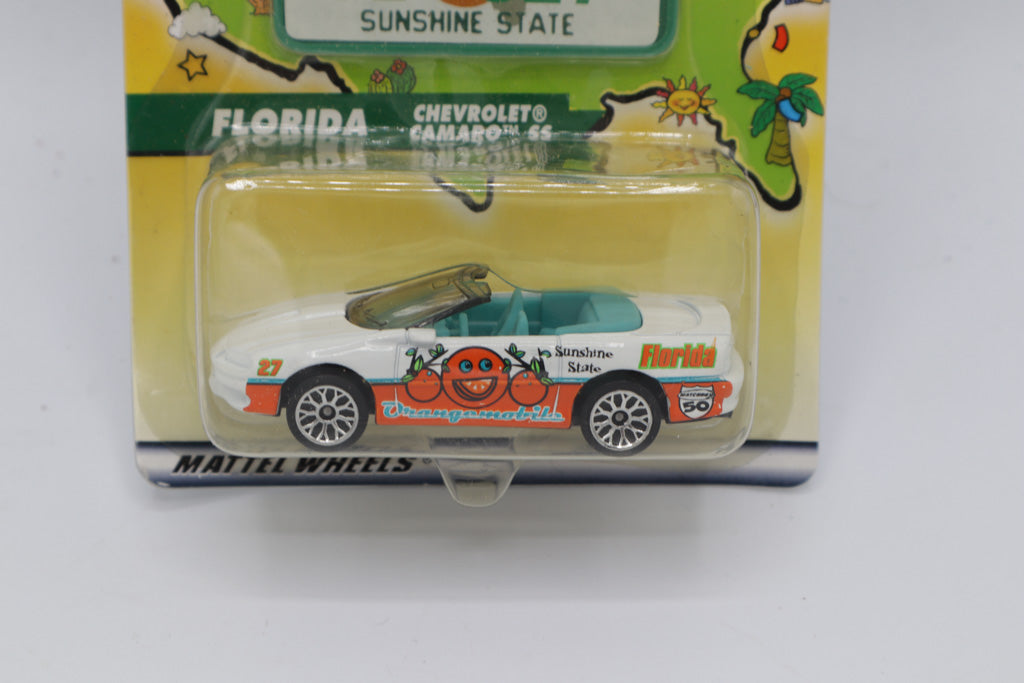 SUNSHINE STATE
FLORIDA
CHEVROLET®
CAMARO™ SS
27
Sunshine
State
Florida
Orangemobile
MATCHBOX
50
MATTEL WHEELS®